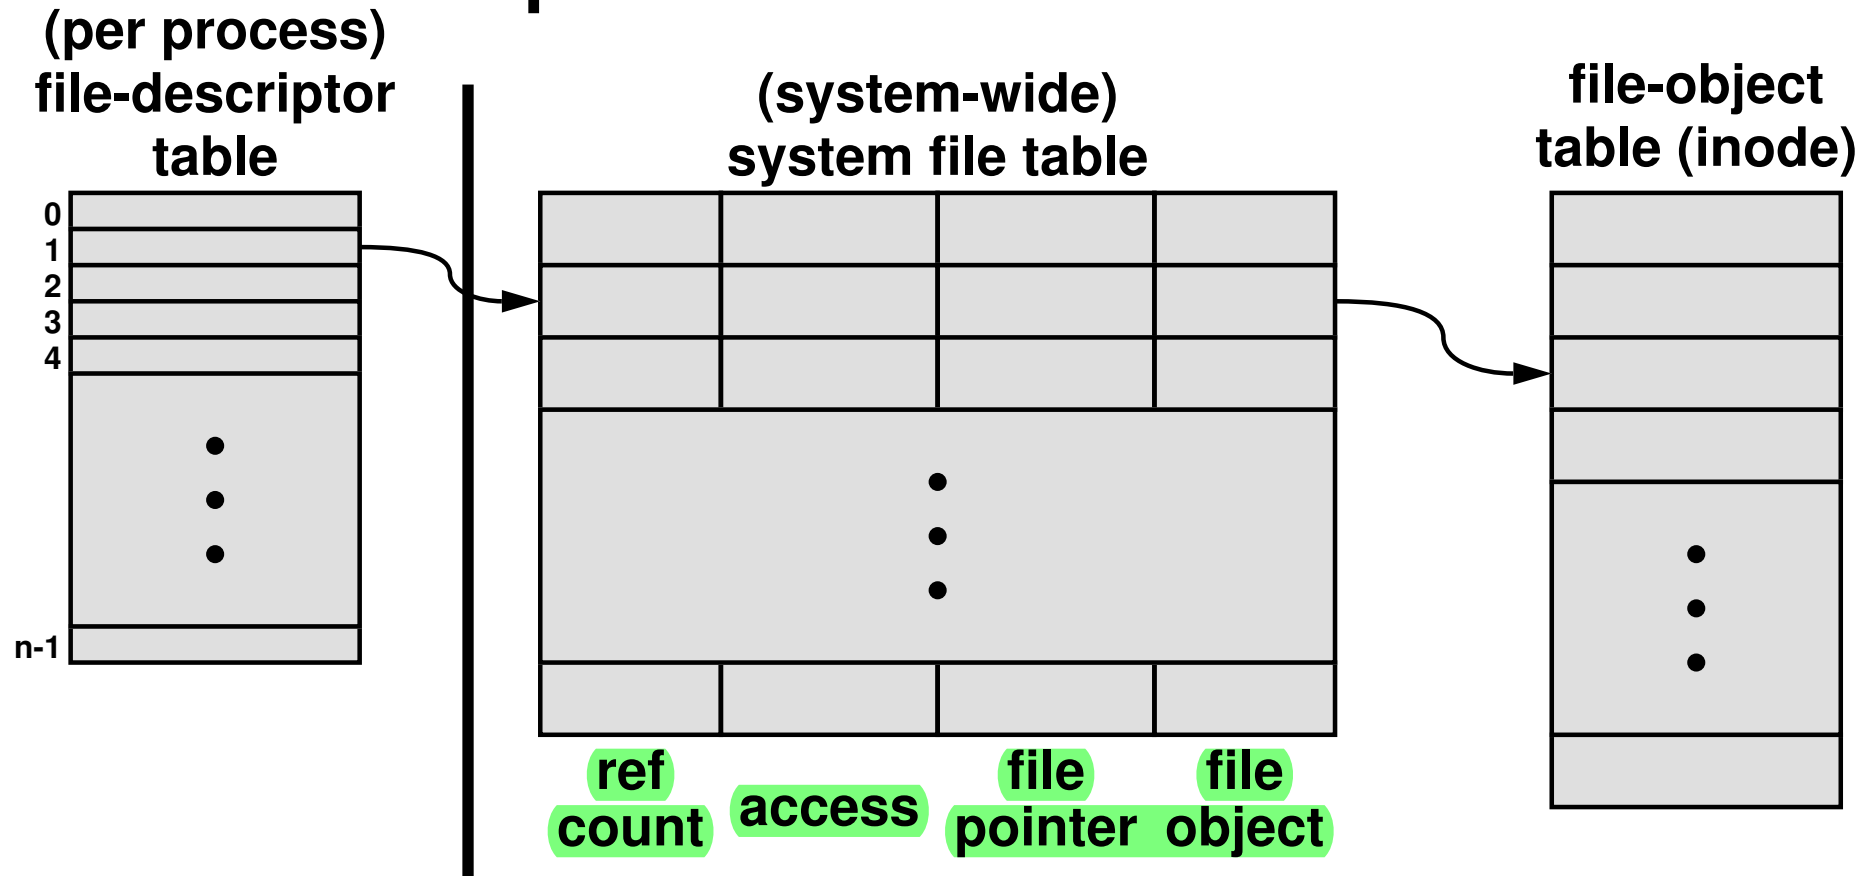 (per process)
file-descriptor
table
0
1
2
3
4
n-1
(system-wide)
system file table
ref
count
access
file
pointer
file
object
file-object
table (inode)